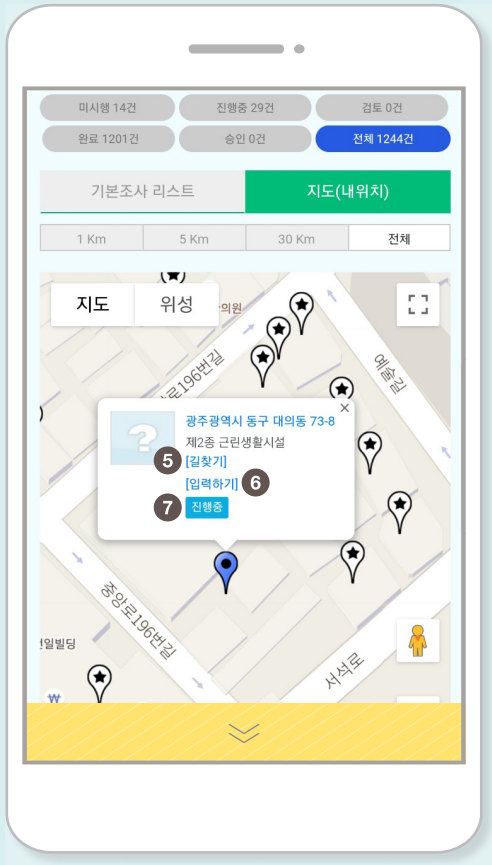 미시행 14건
진행중 29건
검토 0건
완료 1201건
승인 0건
전체 1244건
기본조사 리스트
지도(내위치)
1 Km
5 Km
30 Km
전체
지도
위성
의원
로196번길
예술길
×
광주광역시 동구 대의동 73-8
제2종 근린생활시설
5 [길찾기]
[입력하기] 6
7 진행중
중앙로196번길
일빌딩
서석로
₩